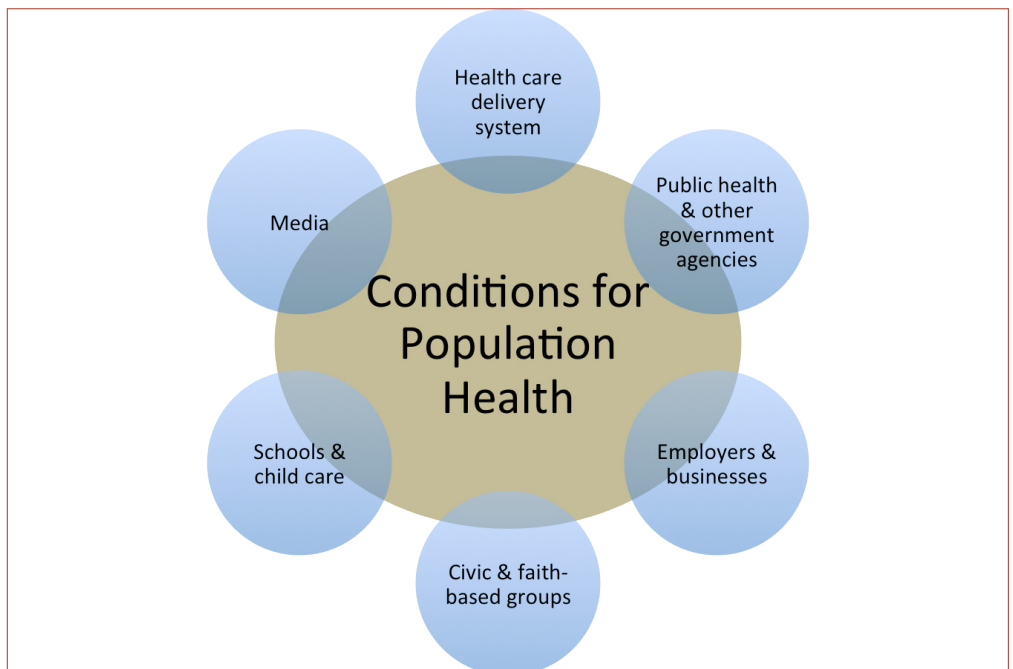 Health care
delivery
system
Public health
& other
government
agencies
Media
Conditions for
Population
Health
Schools &
child care
Employers &
businesses
Civic & faith-
based groups